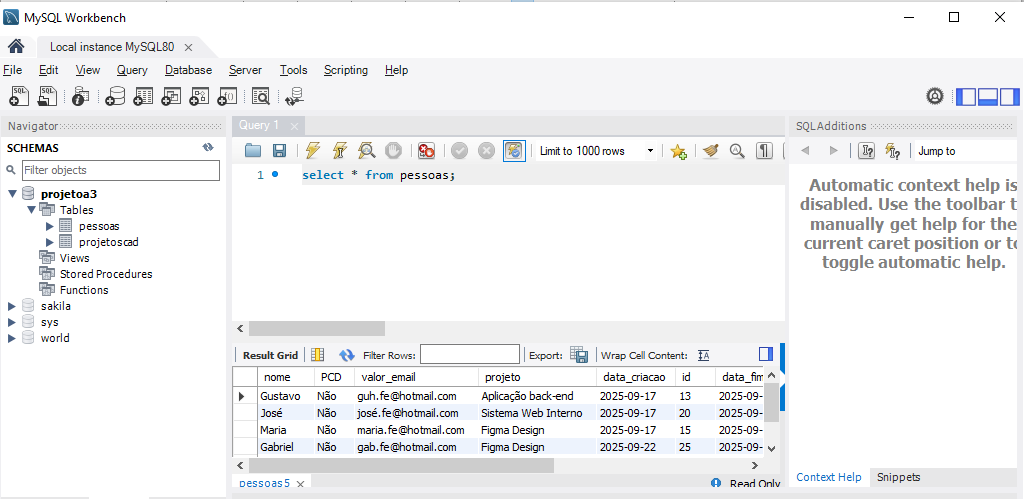 MySQL Workbench
Local instance MySQL80
File Edit View Query Database Server Tools Scripting Help
Navigator
SCHEMAS
Filter objects
projetoa3
Tables
pessoas
projetoscad
Views
Stored Procedures
Functions
sakila
sys
world
Query 1
Limit to 1000 rows
1 select * from pessoas;
Result Grid Filter Rows: Export: Wrap Cell Content:
nome PCD valor_email projeto data_criacao id data_fim
Gustavo Não guh.fe@hotmail.com Aplicação back-end 2025-09-17 13 2025-09-
José Não josé.fe@hotmail.com Sistema Web Interno 2025-09-17 20 2025-09-
Maria Não maria.fe@hotmail.com Figma Design 2025-09-17 15 2025-09-
Gabriel Não gab.fe@hotmail.com Figma Design 2025-09-22 25 2025-09-
pessoas5
Read Only
SQLAdditions
Jump to
Automatic context help is
disabled. Use the toolbar t
manually get help for the
current caret position or to
toggle automatic help.
Context Help Snippets